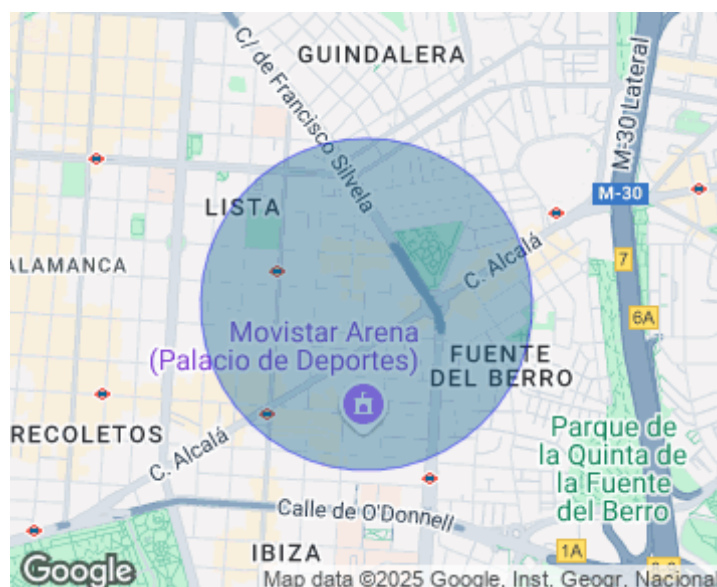 GUINDALERA
C/ de Francisco Silvela
M-30 Lateral
M-30
LISTA
ALAMANCA
C. Alcalá
7
6A
Movistar Arena
(Palacio de Deportes)
FUENTE
DEL BERRO
RECOLETOS
C. Alcalá
Parque de
la Quinta de
la Fuente
del Berro
Calle de O'Donnell
IBIZA
1A
Google
Map data ©2025 Google, Inst. Geogr. Nacional